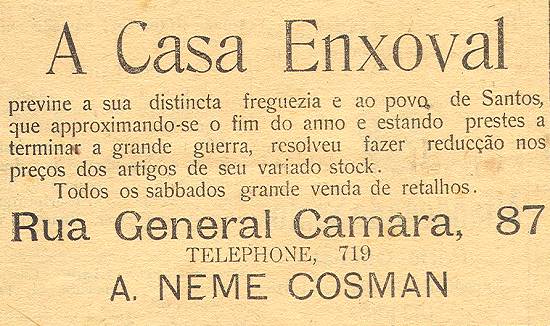 A Casa Enxoval
previne a sua distincta freguezia e ao povo, de Santos,
que approximando-se o fim do anno e estando prestes a
terminar a grande guerra, resolveu fazer reducção nos
preços dos artigos de seu variado stock.
Todos os sabbados grande venda de retalhos.
Rua General Camara, 87
TELEPHONE, 719
A. NEME COSMAN